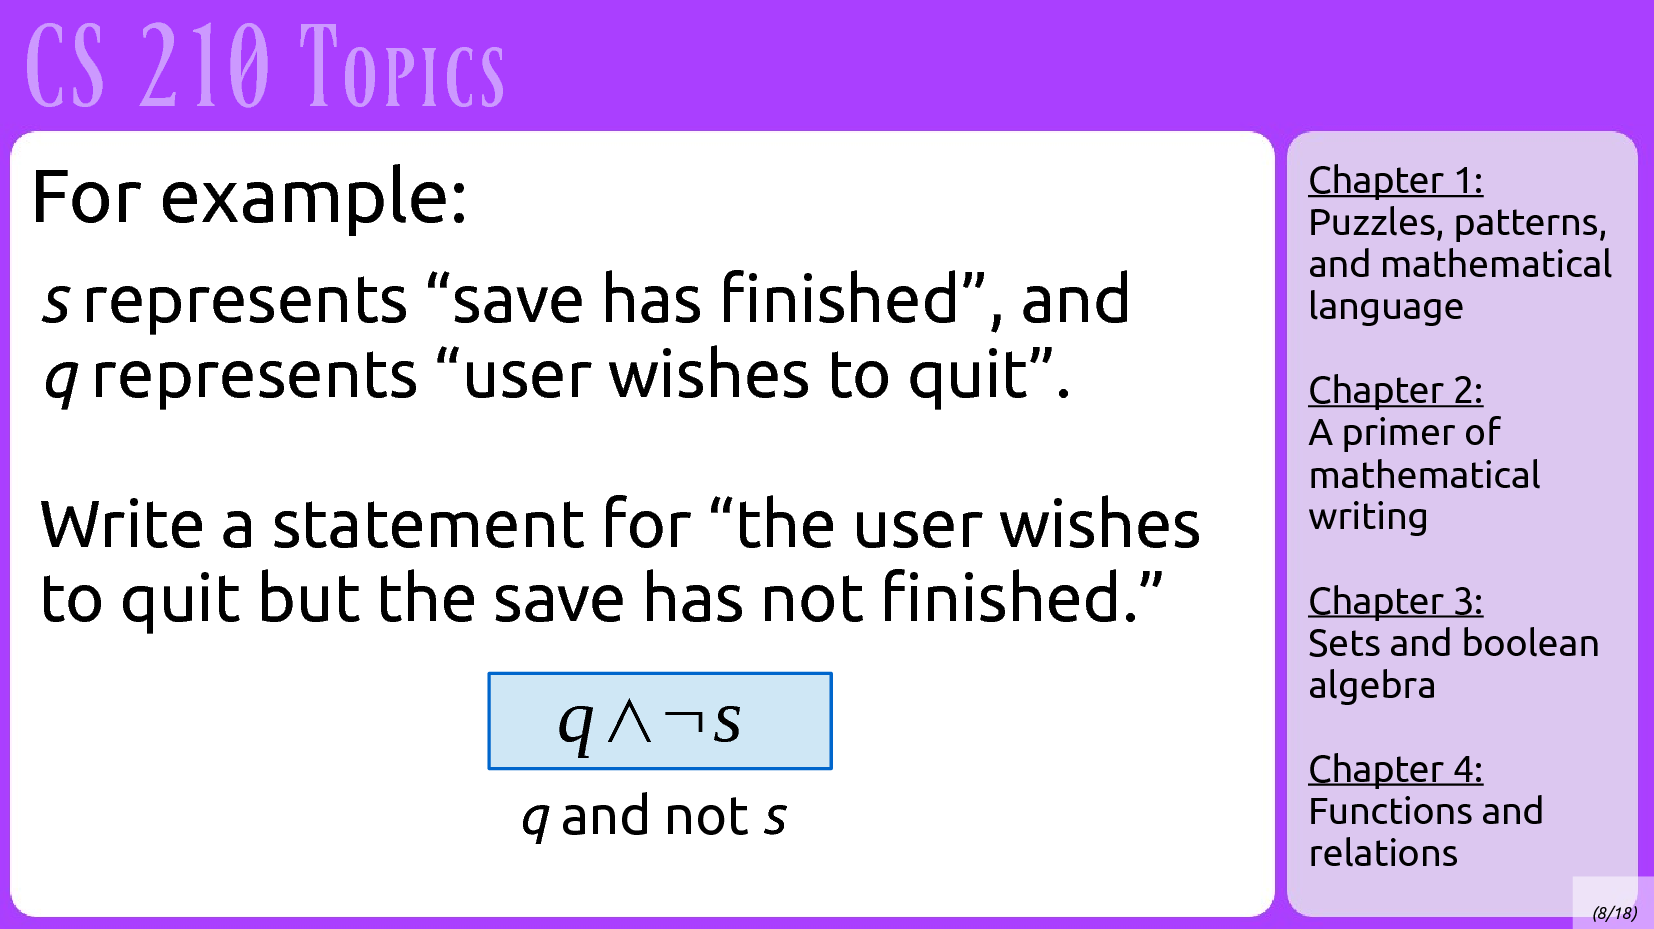 CS 210 Topics
For example:
s represents “save has finished”, and
q represents “user wishes to quit”.
Write a statement for “the user wishes
to quit but the save has not finished.”
q∧¬s
q and not s
Chapter 1:
Puzzles, patterns,
and mathematical
language
Chapter 2:
A primer of
mathematical
writing
Chapter 3:
Sets and boolean
algebra
Chapter 4:
Functions and
relations
(8/18)